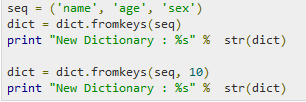 seq = ('name', 'age', 'sex')
dict = dict.fromkeys(seq)
print "New Dictionary : %s" %  str(dict)
dict = dict.fromkeys(seq, 10)
print "New Dictionary : %s" %  str(dict)